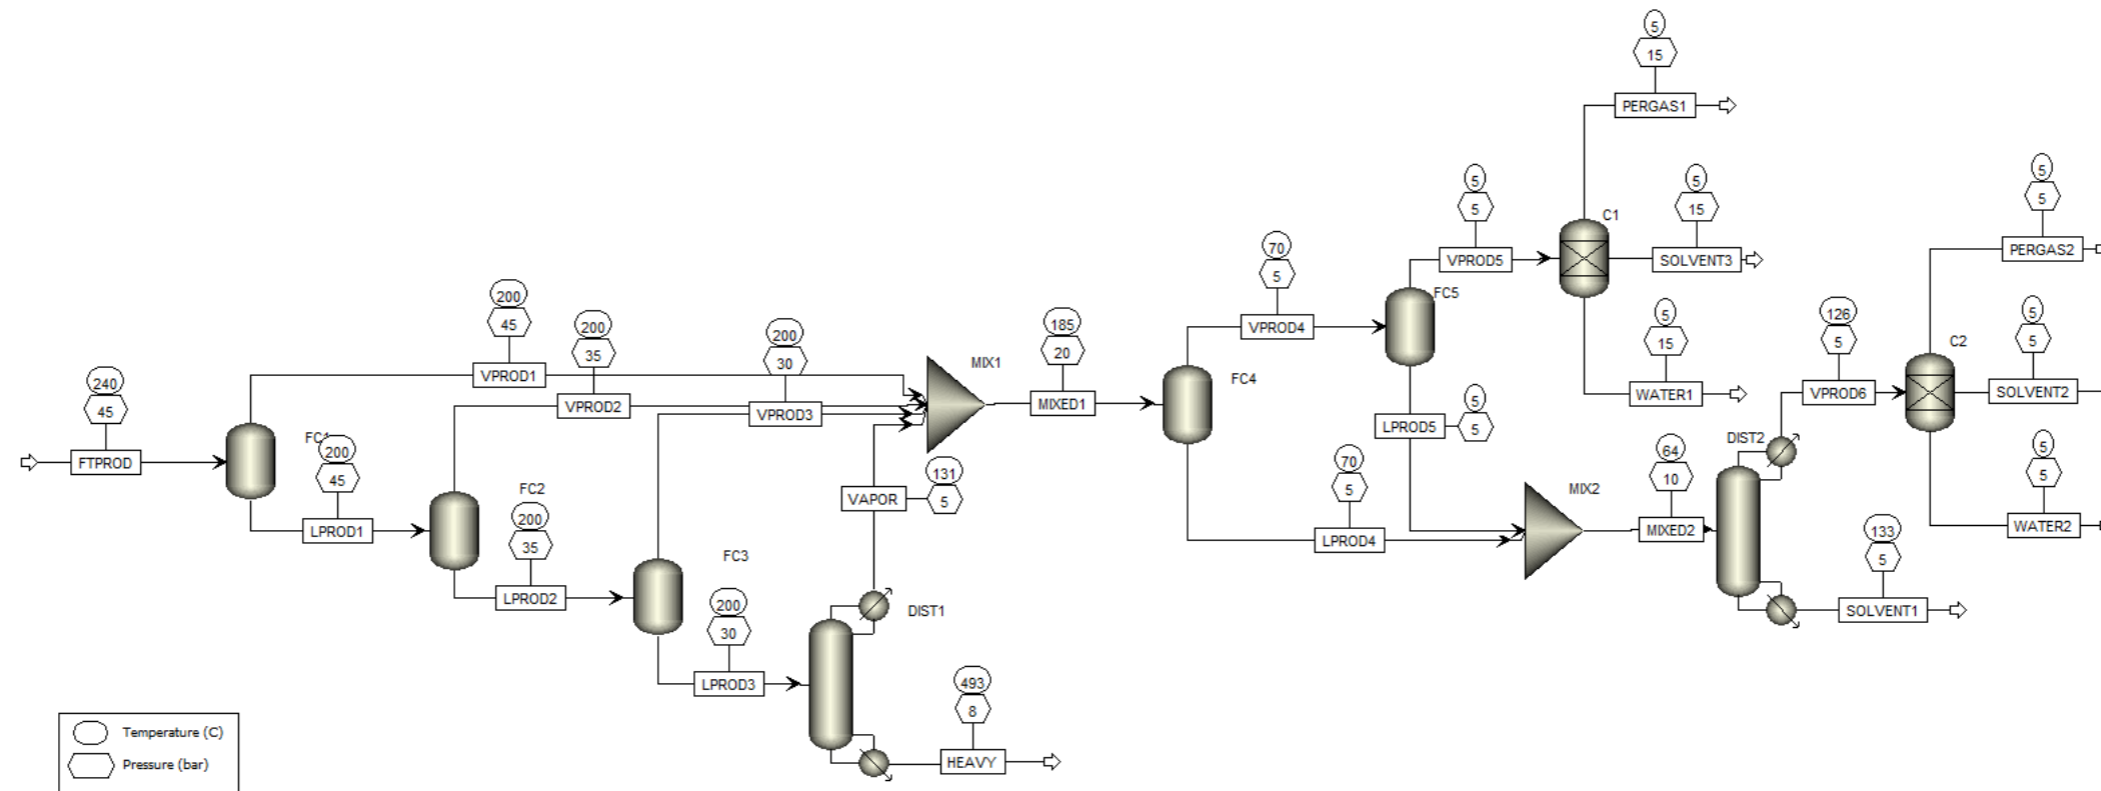 5
15
PERGAS1
5
5
VPROD5
5
15
SOLVENT3
C1
5
5
PERGAS2
70
5
VPROD4
FC5
5
15
WATER1
200
45
VPROD1
200
35
VPROD2
200
30
VPROD3
MIX1
185
20
MIXED1
FC4
126
5
VPROD6
C2
5
5
SOLVENT2
240
45
FTPROD
FC1
200
45
LPROD1
5
5
LPROD5
131
5
VAPOR
70
5
LPROD4
MIX2
64
10
MIXED2
DIST2
5
5
WATER2
FC2
200
35
LPROD2
FC3
133
5
SOLVENT1
200
30
LPROD3
DIST1
493
8
HEAVY
Temperature (C)
Pressure (bar)